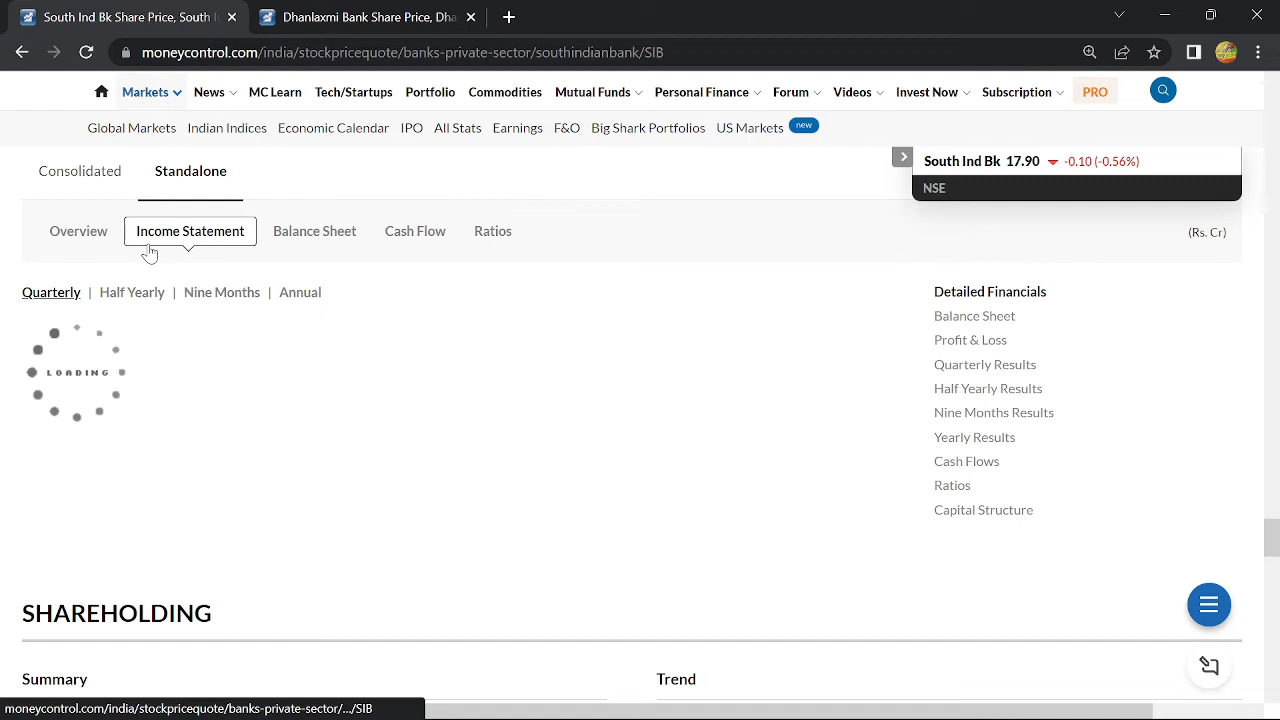 South Ind Bk Share Price, South I
Dhanlaxmi Bank Share Price, Dha
moneycontrol.com/india/stockpricequote/banks-private-sector/southindianbank/SIB
Markets News MC Learn Tech/Startups Portfolio Commodities Mutual Funds Personal Finance Forum Videos Invest Now Subscription PRO
Global Markets Indian Indices Economic Calendar IPO All Stats Earnings F&O Big Shark Portfolios US Markets new
Consolidated Standalone
South Ind Bk 17.90 -0.10 (-0.56%)
NSE
Overview Income Statement Balance Sheet Cash Flow Ratios (Rs. Cr)
Quarterly | Half Yearly | Nine Months | Annual
LOADING
Detailed Financials
Balance Sheet
Profit & Loss
Quarterly Results
Half Yearly Results
Nine Months Results
Yearly Results
Cash Flows
Ratios
Capital Structure
SHAREHOLDING
Summary Trend
moneycontrol.com/india/stockpricequote/banks-private-sector/.../SIB